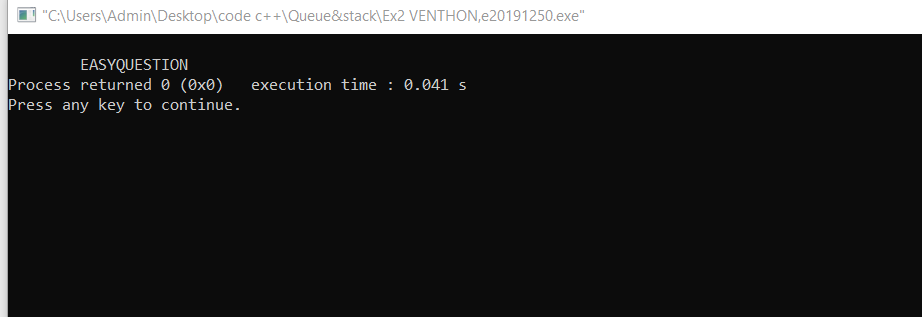 "C:\Users\Admin\Desktop\code c++\Queue&stack\Ex2 VENTHON,e20191250.exe"
EASYQUESTION
Process returned 0 (0x0)   execution time : 0.041 s
Press any key to continue.